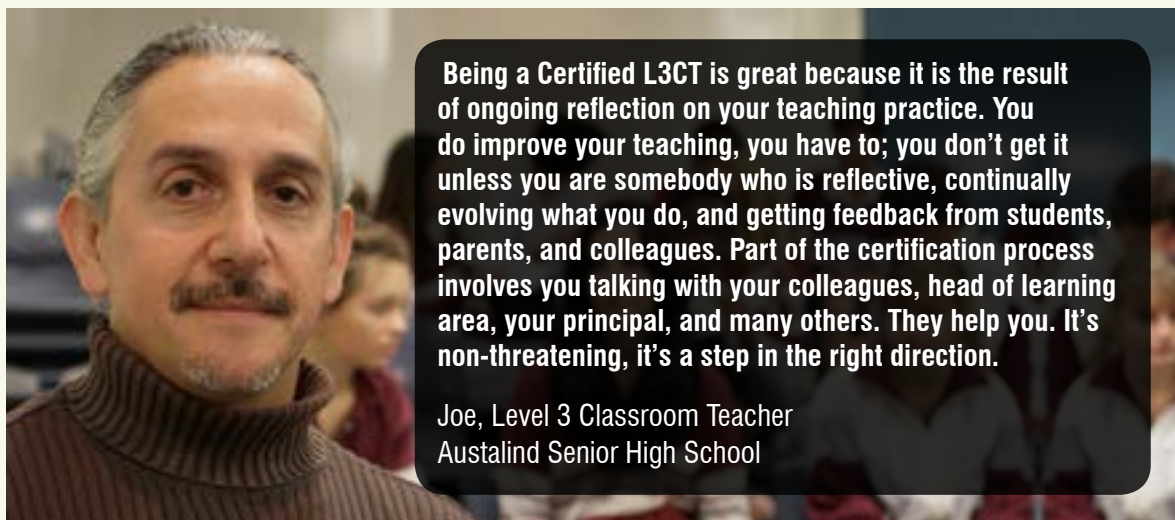 Being a Certified L3CT is great because it is the result
of ongoing reflection on your teaching practice. You
do improve your teaching, you have to; you don’t get it
unless you are somebody who is reflective, continually
evolving what you do, and getting feedback from students,
parents, and colleagues. Part of the certification process
involves you talking with your colleagues, head of learning
area, your principal, and many others. They help you. It’s
non-threatening, it’s a step in the right direction.
Joe, Level 3 Classroom Teacher
Austalind Senior High School